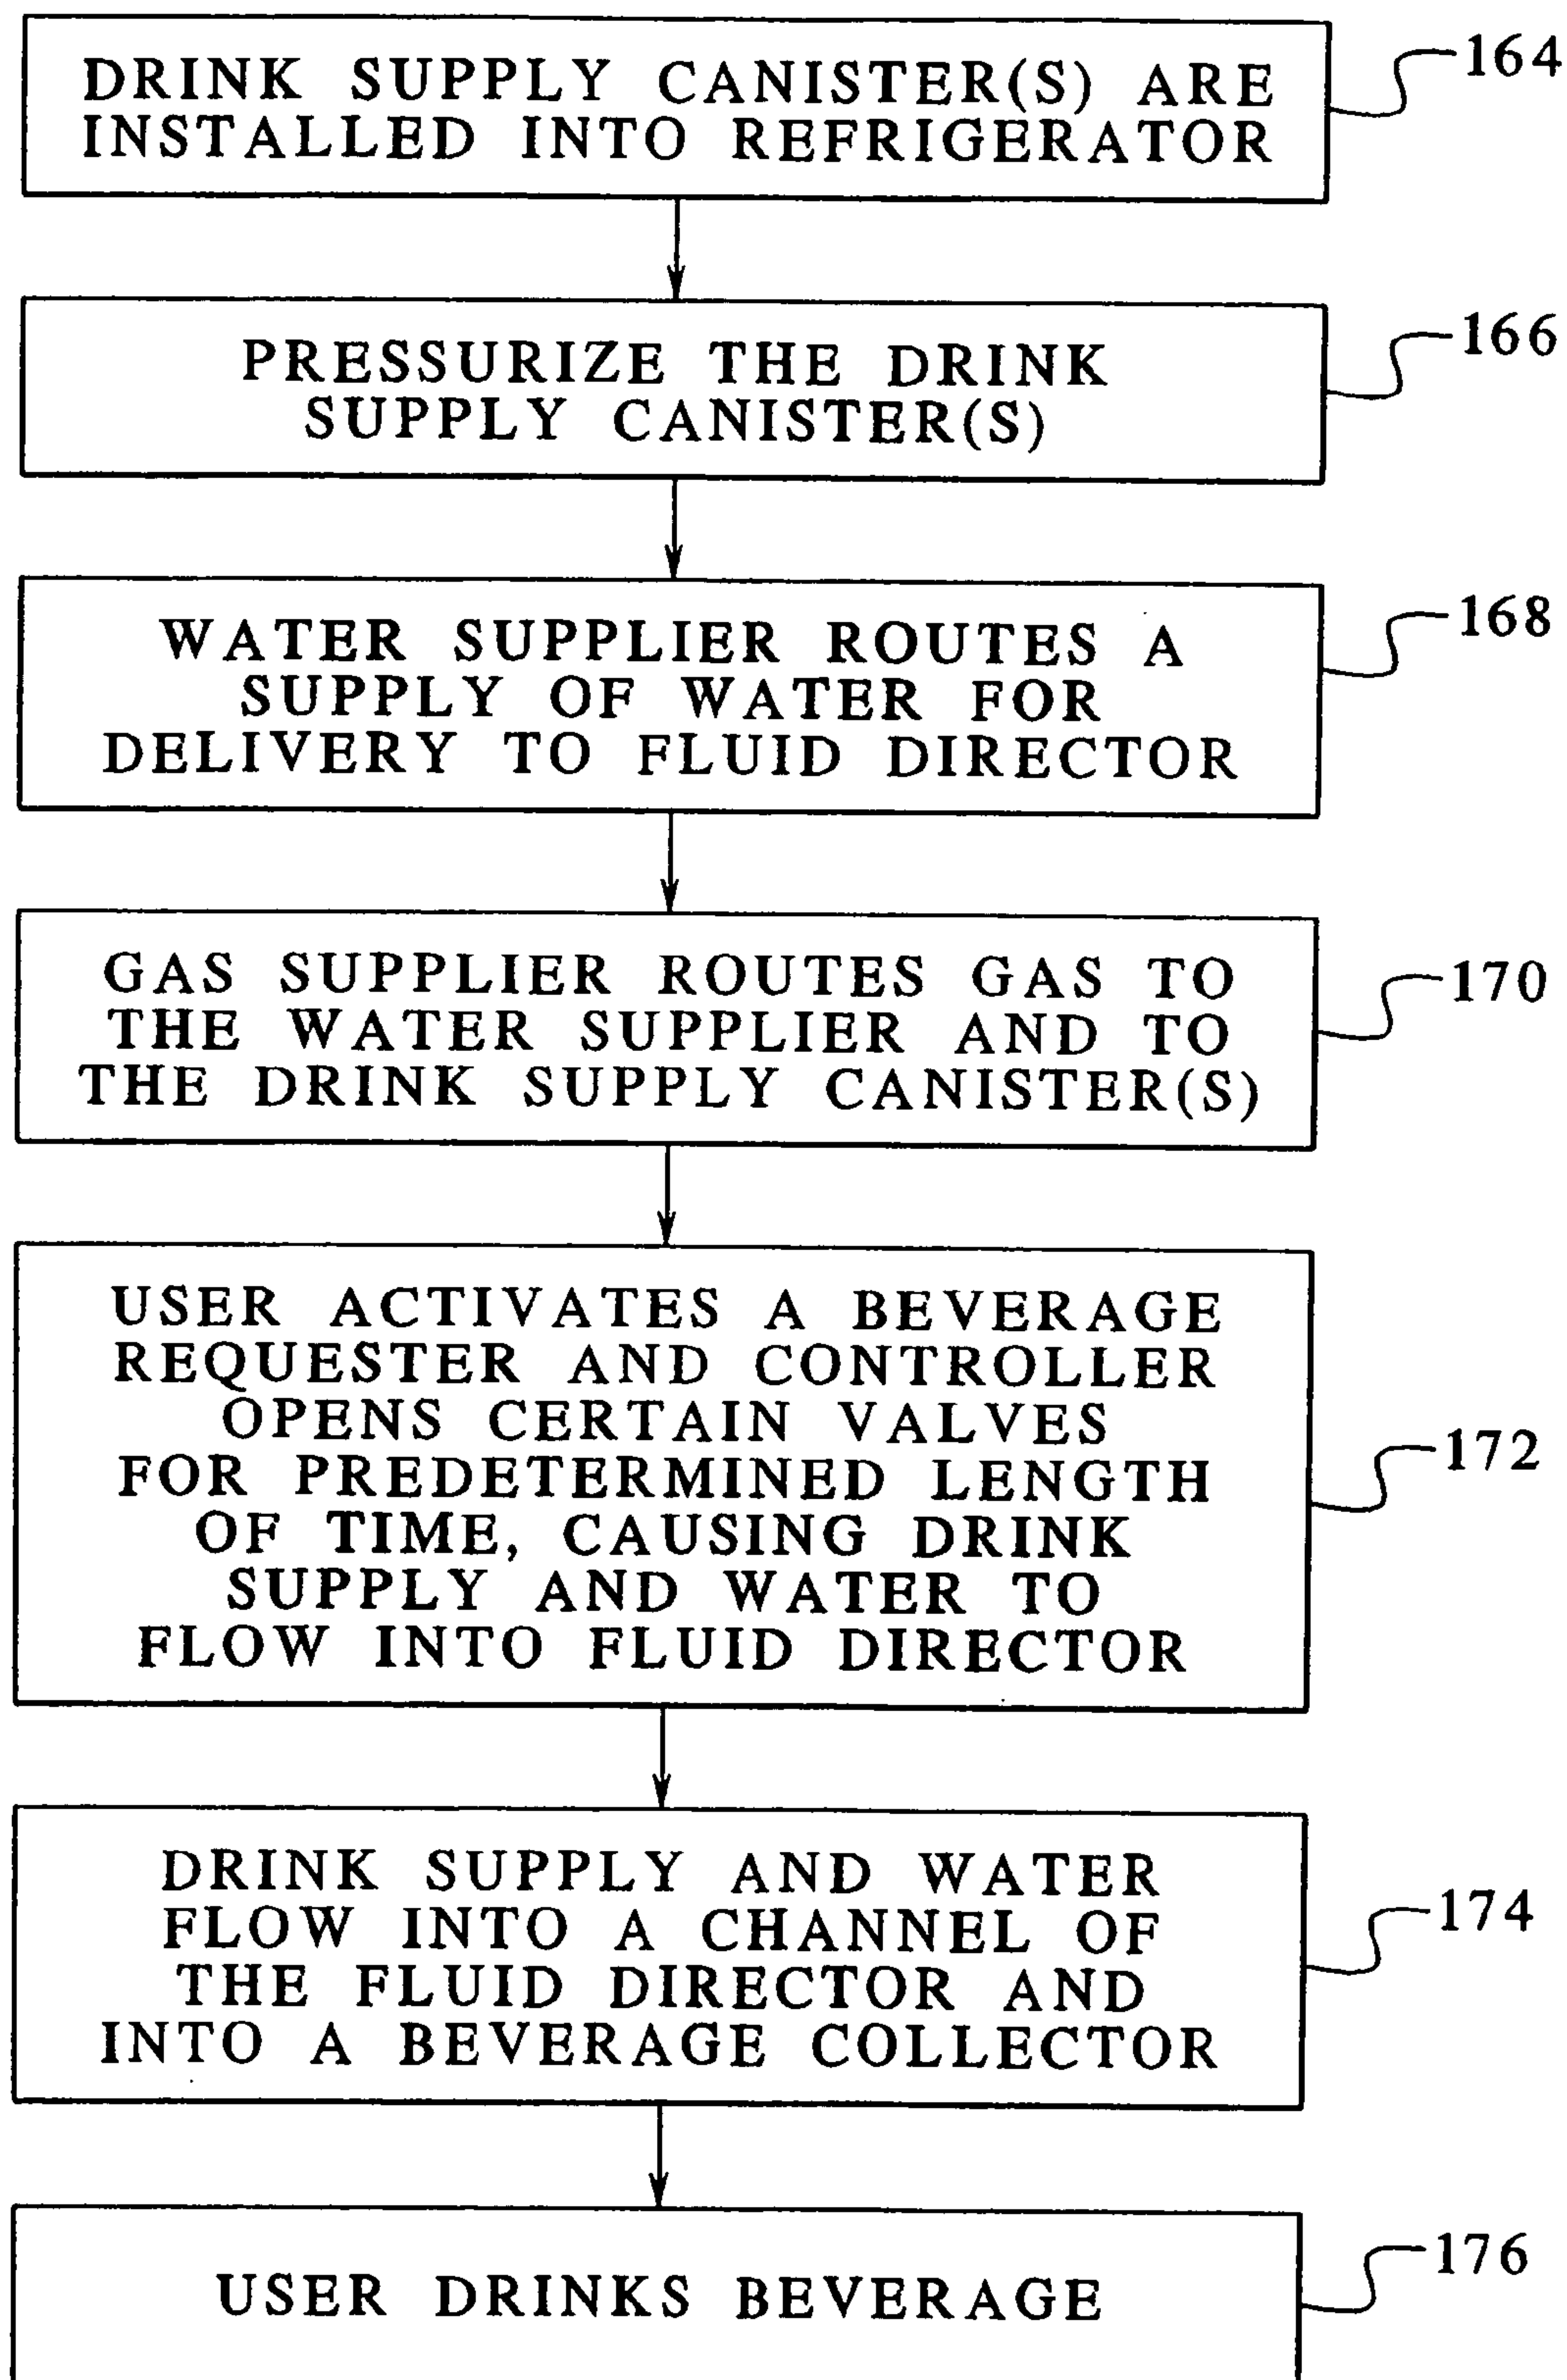 DRINK SUPPLY CANISTER(S) ARE
INSTALLED INTO REFRIGERATOR
164
PRESSURIZE THE DRINK
SUPPLY CANISTER(S)
166
WATER SUPPLIER ROUTES A
SUPPLY OF WATER FOR
DELIVERY TO FLUID DIRECTOR
168
GAS SUPPLIER ROUTES GAS TO
THE WATER SUPPLIER AND TO
THE DRINK SUPPLY CANISTER(S)
170
USER ACTIVATES A BEVERAGE
REQUESTER AND CONTROLLER
OPENS CERTAIN VALVES
FOR PREDETERMINED LENGTH
OF TIME, CAUSING DRINK
SUPPLY AND WATER TO
FLOW INTO FLUID DIRECTOR
172
DRINK SUPPLY AND WATER
FLOW INTO A CHANNEL OF
THE FLUID DIRECTOR AND
INTO A BEVERAGE COLLECTOR
174
USER DRINKS BEVERAGE
176